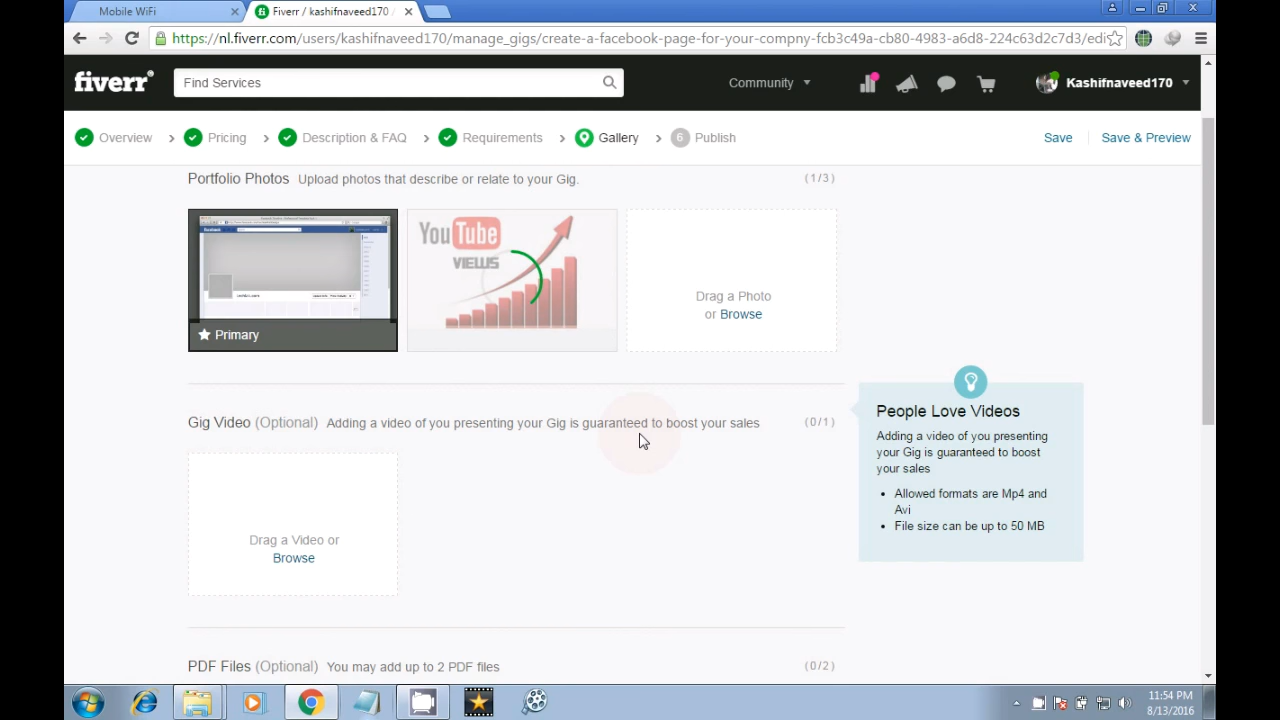 Mobile WiFi
Fiverr / kashifnaveed170
https://nl.fiverr.com/users/kashifnaveed170/manage_gigs/create-a-facebook-page-for-your-compny-fcb3c49a-cb80-4983-a6d8-224c63d2c7d3/edi
fiverr
Find Services
Community
Kashifnaveed170
Overview
Pricing
Description & FAQ
Requirements
Gallery
6 Publish
Save
Save & Preview
Portfolio Photos Upload photos that describe or relate to your Gig. (1/3)
Primary
YouTube
VIEWS
Drag a Photo
or Browse
Gig Video (Optional) Adding a video of you presenting your Gig is guaranteed to boost your sales (0/1)
Drag a Video or
Browse
People Love Videos
Adding a video of you presenting
your Gig is guaranteed to boost
your sales
Allowed formats are Mp4 and
Avi
File size can be up to 50 MB
PDF Files (Optional) You may add up to 2 PDF files (0/2)
11:54 PM
8/13/2016